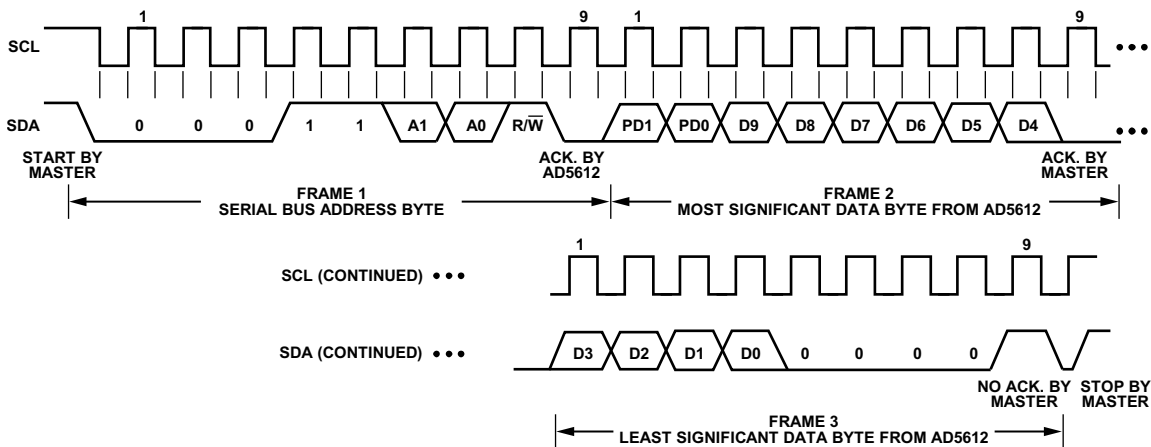 1 9 1 9
SCL
SDA 0 0 0 1 1 A1 A0 R/W̅ PD1 PD0 D9 D8 D7 D6 D5 D4
START BY
MASTER
ACK. BY
AD5612
ACK. BY
MASTER
FRAME 1
SERIAL BUS ADDRESS BYTE
FRAME 2
MOST SIGNIFICANT DATA BYTE FROM AD5612
1 9
SCL (CONTINUED)
SDA (CONTINUED) D3 D2 D1 D0 0 0 0 0
NO ACK. BY
MASTER
STOP BY
MASTER
FRAME 3
LEAST SIGNIFICANT DATA BYTE FROM AD5612